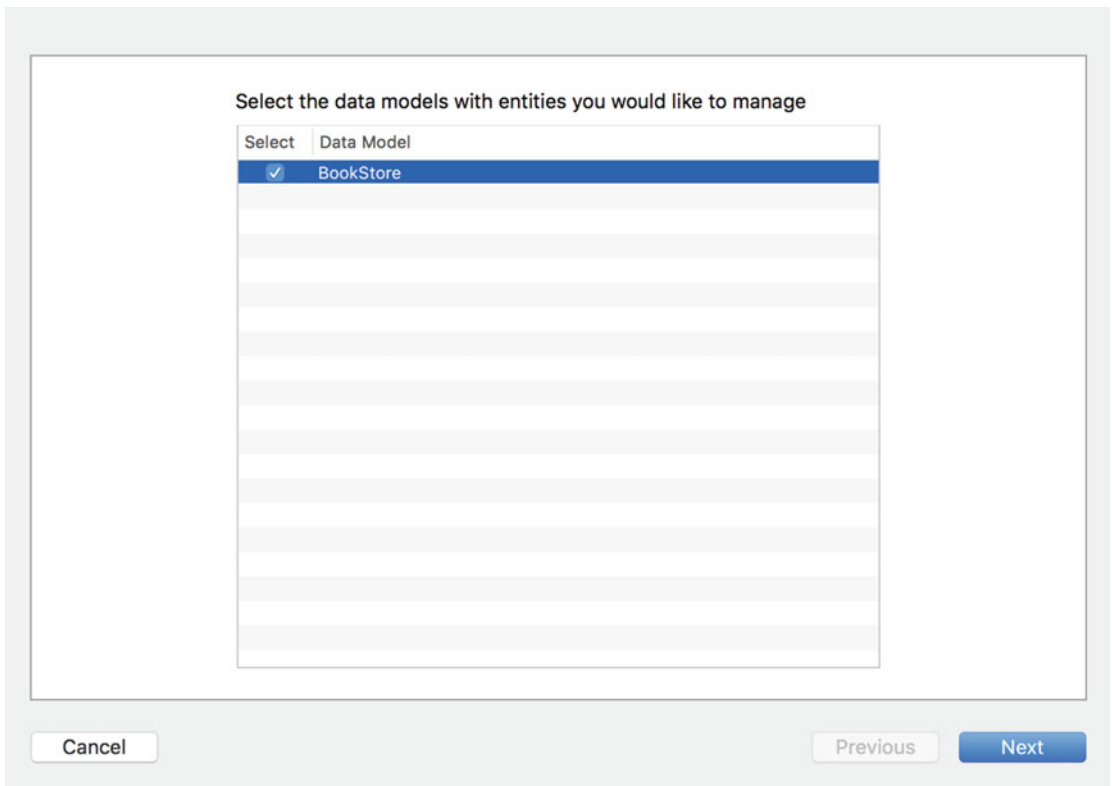 Select the data models with entities you would like to manage
Select Data Model
BookStore
Cancel Previous Next